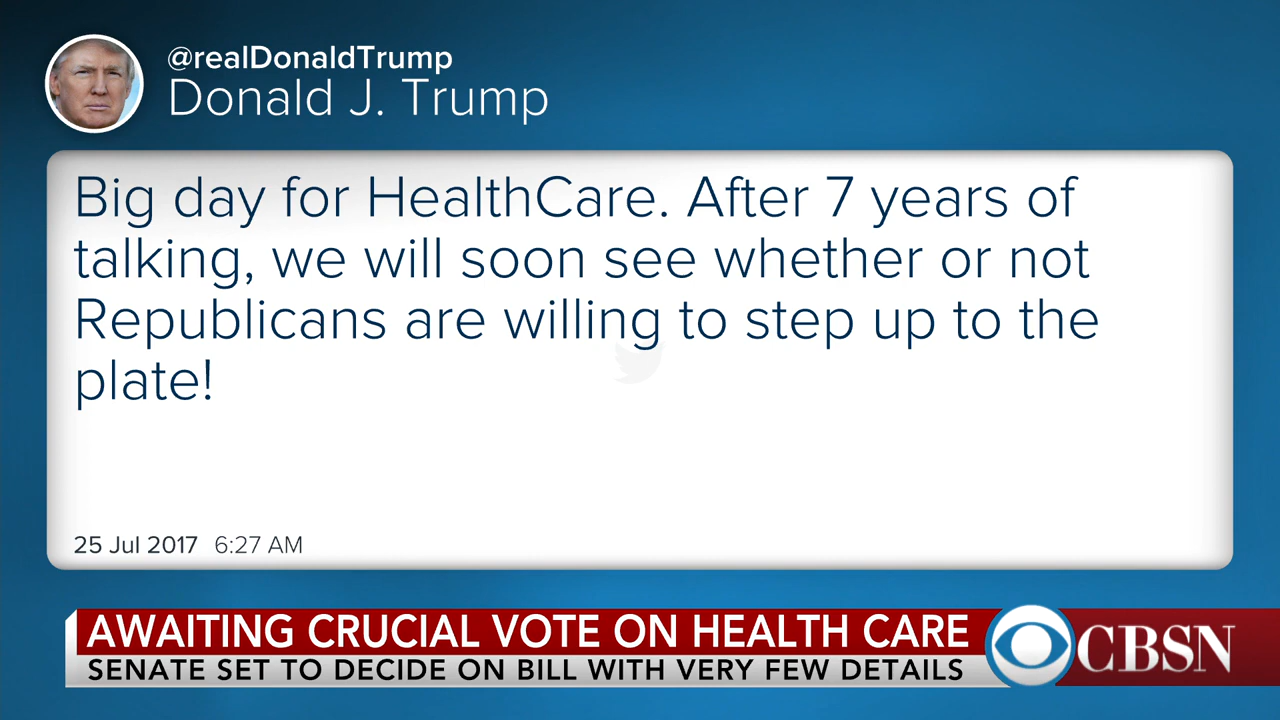 @realDonaldTrump
Donald J. Trump
Big day for HealthCare. After 7 years of
talking, we will soon see whether or not
Republicans are willing to step up to the
plate!
25 Jul 2017 6:27 AM
AWAITING CRUCIAL VOTE ON HEALTH CARE
SENATE SET TO DECIDE ON BILL WITH VERY FEW DETAILS
CBSN